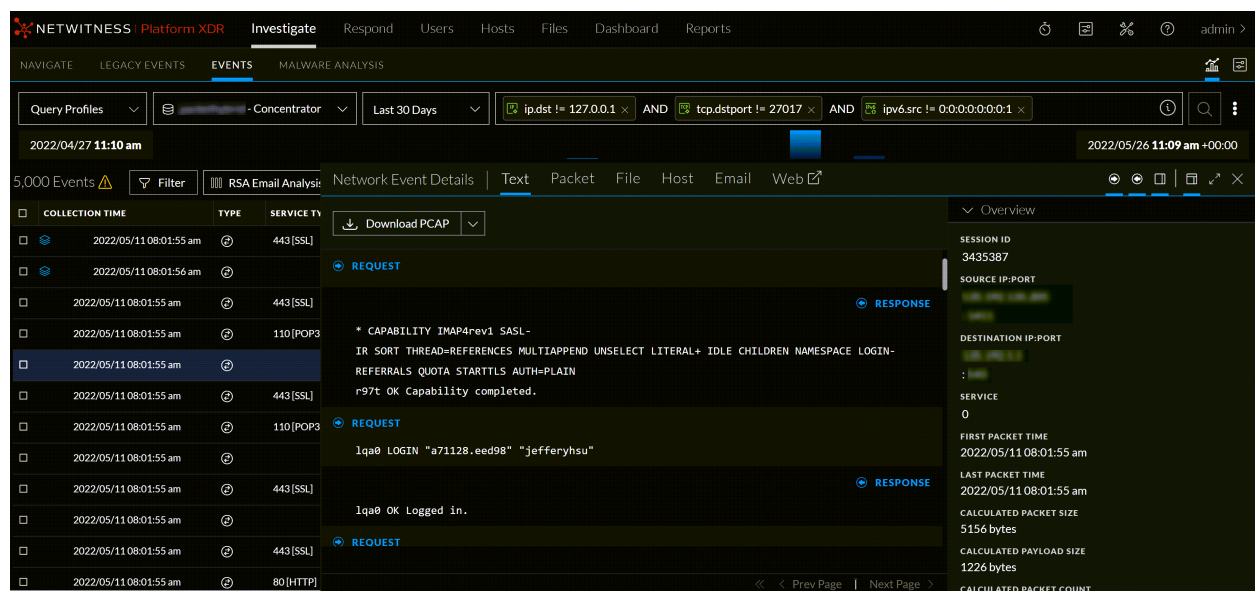 NETWITNESS Platform XDR Investigate Respond Users Hosts Files Dashboard Reports admin >
NAVIGATE LEGACY EVENTS EVENTS MALWARE ANALYSIS
Query Profiles - Concentrator Last 30 Days ip.dst != 127.0.0.1 × AND tcp.dstport != 27017 × AND ipv6.src != 0:0:0:0:0:0:0:1 ×
2022/04/27 11:10 am 2022/05/26 11:09 am +00:00
5,000 Events Filter RSA Email Analysis
COLLECTION TIME TYPE SERVICE TY
2022/05/11 08:01:55 am 443 [SSL]
2022/05/11 08:01:56 am
2022/05/11 08:01:55 am 443 [SSL]
2022/05/11 08:01:55 am 110 [POP3
2022/05/11 08:01:55 am
2022/05/11 08:01:55 am 443 [SSL]
2022/05/11 08:01:55 am 110 [POP3
2022/05/11 08:01:55 am
2022/05/11 08:01:55 am 443 [SSL]
2022/05/11 08:01:55 am
2022/05/11 08:01:55 am 443 [SSL]
2022/05/11 08:01:55 am 80 [HTTP]
Network Event Details Text Packet File Host Email Web
Download PCAP
REQUEST
RESPONSE
* CAPABILITY IMAP4rev1 SASL-
IR SORT THREAD=REFERENCES MULTIAPPEND UNSELECT LITERAL+ IDLE CHILDREN NAMESPACE LOGIN-
REFERRALS QUOTA STARTTLS AUTH=PLAIN
r97t OK Capability completed.
REQUEST
lqa0 LOGIN "a71128.eed98" "jefferyhsu"
RESPONSE
lqa0 OK Logged in.
REQUEST
<< < Prev Page | Next Page >
Overview
SESSION ID
3435387
SOURCE IP:PORT
DESTINATION IP:PORT
:
SERVICE
0
FIRST PACKET TIME
2022/05/11 08:01:55 am
LAST PACKET TIME
2022/05/11 08:01:55 am
CALCULATED PACKET SIZE
5156 bytes
CALCULATED PAYLOAD SIZE
1226 bytes
CALCULATED PACKET COUNT